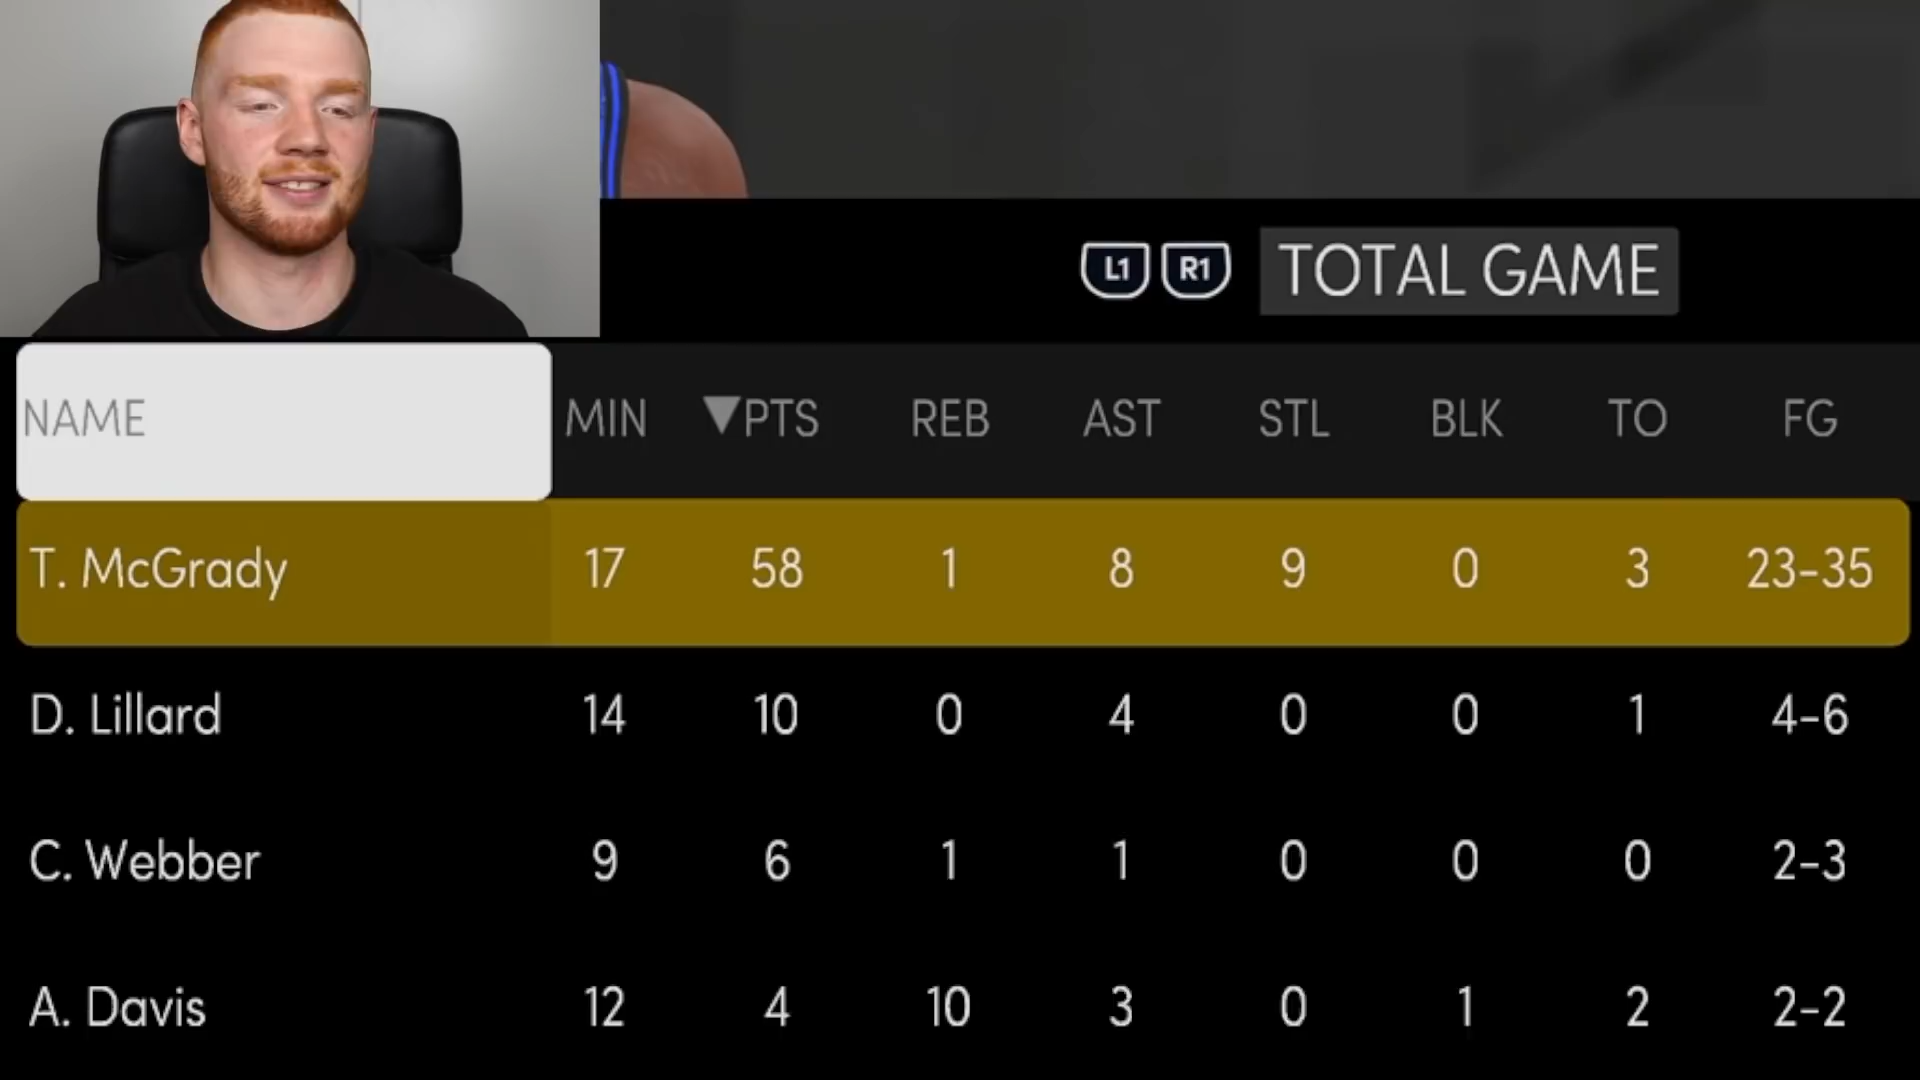 L1 R1 TOTAL GAME
NAME MIN ▼PTS REB AST STL BLK TO FG
T. McGrady 17 58 1 8 9 0 3 23-35
D. Lillard 14 10 0 4 0 0 1 4-6
C. Webber 9 6 1 1 0 0 0 2-3
A. Davis 12 4 10 3 0 1 2 2-2